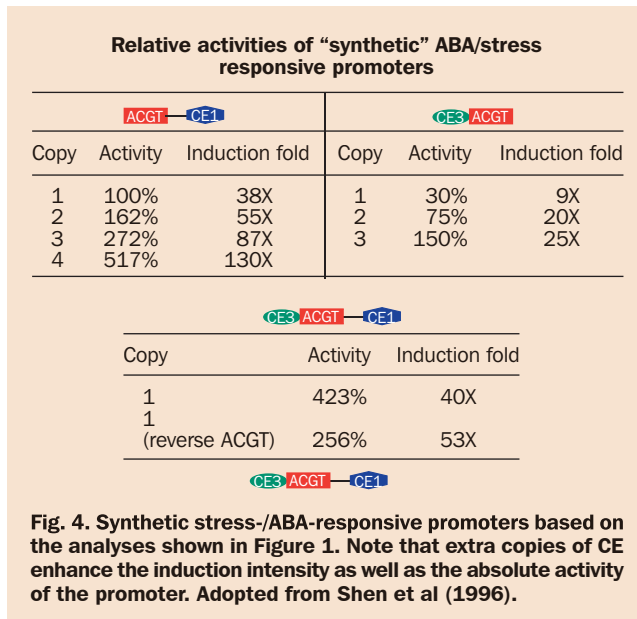 Relative activities of “synthetic” ABA/stress
responsive promoters
ACGT CE1
Copy Activity Induction fold
1 100% 38X
2 162% 55X
3 272% 87X
4 517% 130X
CE3 ACGT
Copy Activity Induction fold
1 30% 9X
2 75% 20X
3 150% 25X
CE3 ACGT CE1
Copy Activity Induction fold
1 423% 40X
1
(reverse ACGT) 256% 53X
CE3 ACGT CE1
Fig. 4. Synthetic stress-/ABA-responsive promoters based on
the analyses shown in Figure 1. Note that extra copies of CE
enhance the induction intensity as well as the absolute activity
of the promoter. Adopted from Shen et al (1996).